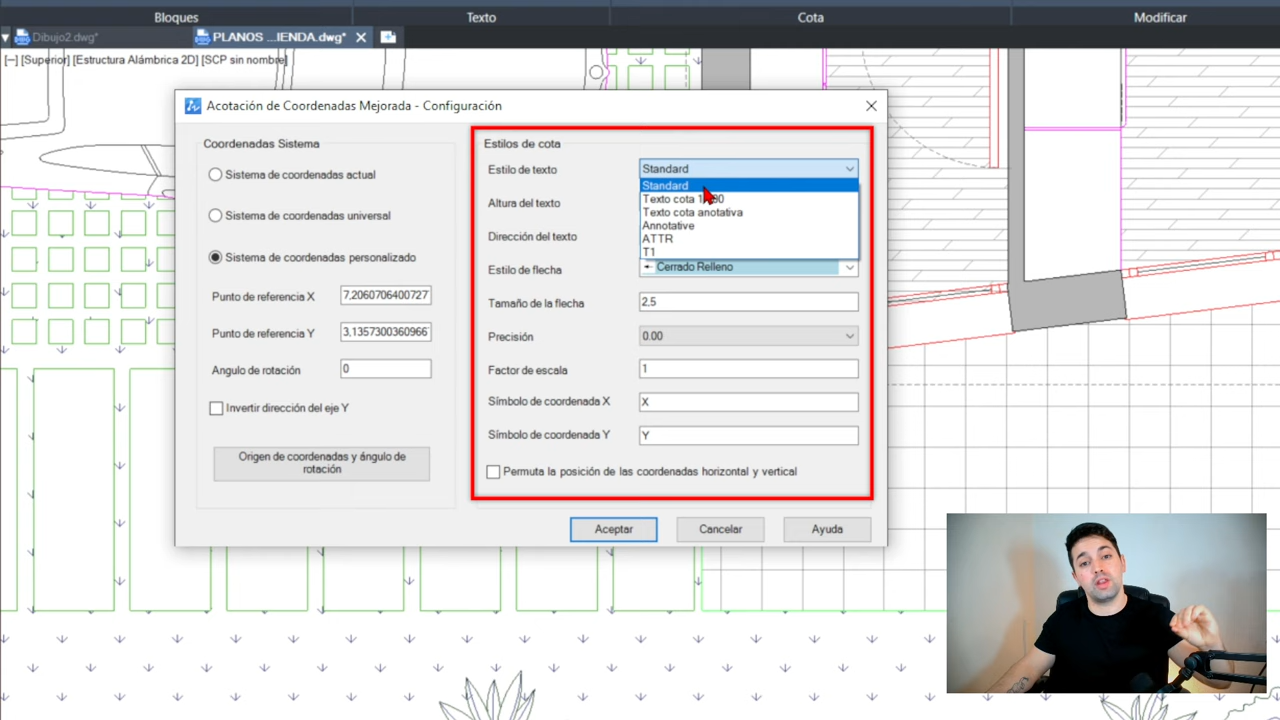 Bloques
Texto
Cota
Modificar
Dibujo2.dwg*
PLANOS ...IENDA.dwg*
[−] [Superior] [Estructura Alámbrica 2D] [SCP sin nombre]
Acotación de Coordenadas Mejorada - Configuración
Coordenadas Sistema
Sistema de coordenadas actual
Sistema de coordenadas universal
Sistema de coordenadas personalizado
Punto de referencia X
7,2060706400727
Punto de referencia Y
3,1357300360966
Angulo de rotación
0
Invertir dirección del eje Y
Origen de coordenadas y ángulo de
rotación
Estilos de cota
Estilo de texto
Standard
Standard
Texto cota
Texto cota anotativa
Annotative
ATTR
T1
Altura del texto
Dirección del texto
Estilo de flecha
Cerrado Relleno
Tamaño de la flecha
2,5
Precisión
0.00
Factor de escala
1
Símbolo de coordenada X
X
Símbolo de coordenada Y
Y
Permuta la posición de las coordenadas horizontal y vertical
Aceptar
Cancelar
Ayuda